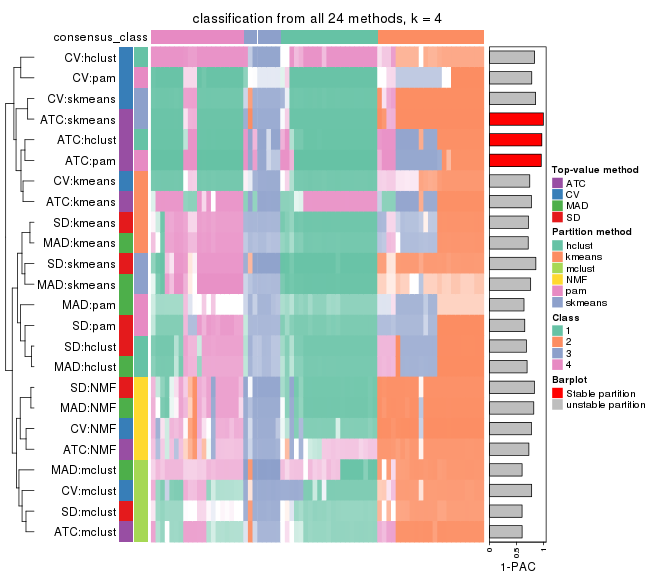 classification from all 24 methods, k = 4
consensus_class
CV:hclust
CV:pam
CV:skmeans
ATC:skmeans
ATC:hclust
ATC:pam
CV:kmeans
ATC:kmeans
SD:kmeans
MAD:kmeans
SD:skmeans
MAD:skmeans
MAD:pam
SD:pam
SD:hclust
MAD:hclust
SD:NMF
MAD:NMF
CV:NMF
ATC:NMF
MAD:mclust
CV:mclust
SD:mclust
ATC:mclust
0
0.5
1
1-PAC
Top-value method
ATC
CV
MAD
SD
Partition method
hclust
kmeans
mclust
NMF
pam
skmeans
Class
1
2
3
4
Barplot
Stable partition
unstable partition